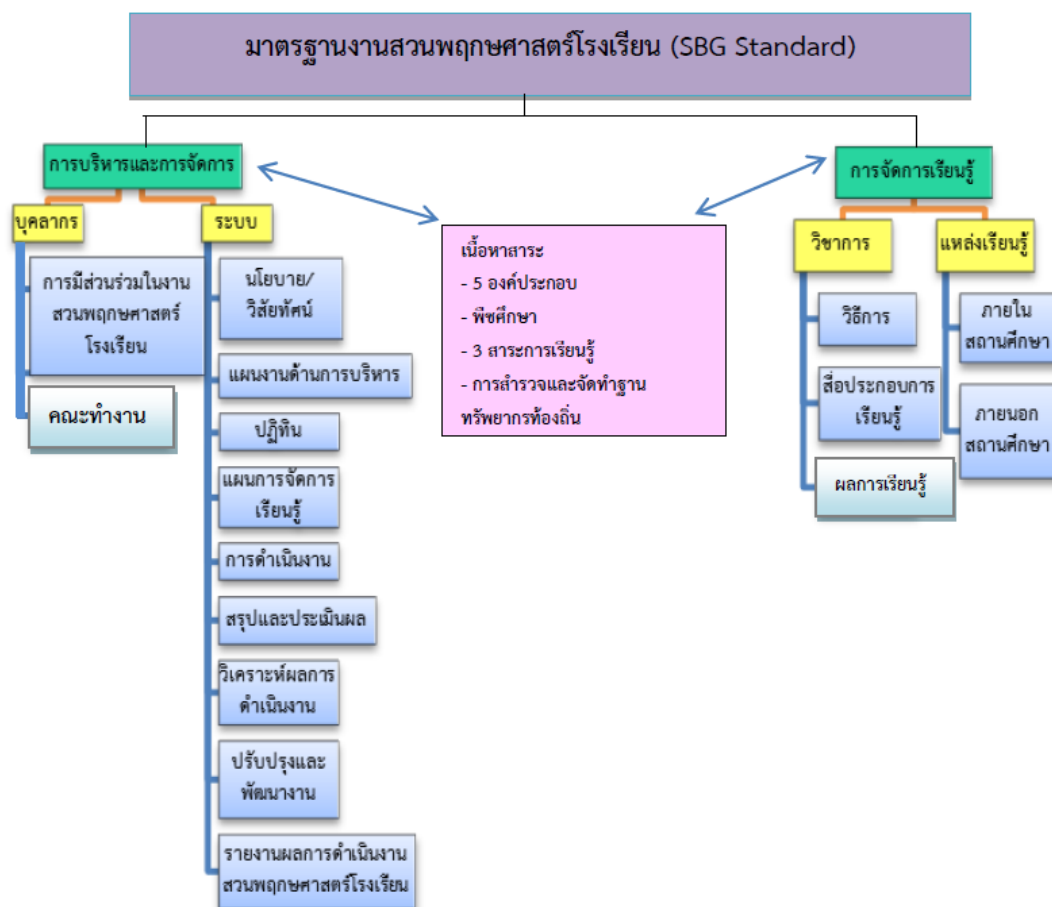 มาตรฐานงานสวนพฤกษศาสตร์โรงเรียน (SBG Standard)
การบริหารและการจัดการ
บุคลากร
การมีส่วนร่วมในงาน
สวนพฤกษศาสตร์
โรงเรียน
คณะทำงาน
ระบบ
นโยบาย/
วิสัยทัศน์
แผนงานด้านการบริหาร
ปฏิทิน
แผนการจัดการ
เรียนรู้
การดำเนินงาน
สรุปและประเมินผล
วิเคราะห์ผลการ
ดำเนินงาน
ปรับปรุงและ
พัฒนางาน
รายงานผลการดำเนินงาน
สวนพฤกษศาสตร์โรงเรียน
เนื้อหาสาระ
- 5 องค์ประกอบ
- พืชศึกษา
- 3 สาระการเรียนรู้
- การสำรวจและจัดทำฐาน
ทรัพยากรท้องถิ่น
การจัดการเรียนรู้
วิชาการ
วิธีการ
สื่อประกอบการ
เรียนรู้
ผลการเรียนรู้
แหล่งเรียนรู้
ภายใน
สถานศึกษา
ภายนอก
สถานศึกษา